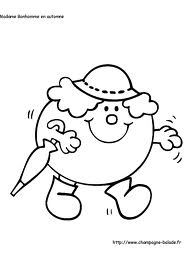 Madame Bonhomme en automne
http://www.champagne-balade.fr